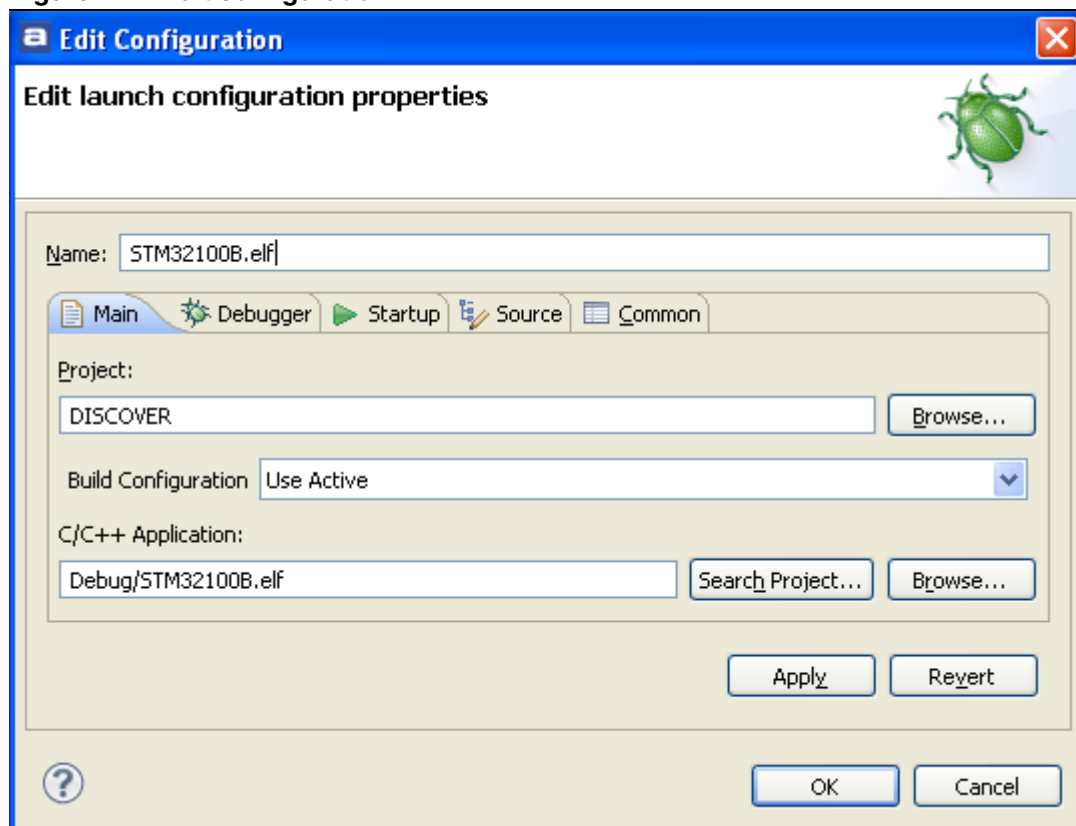 Edit Configuration
Edit launch configuration properties
Name: STM32100B.elf
Main Debugger Startup Source Common
Project:
DISCOVER Browse...
Build Configuration Use Active
C/C++ Application:
Debug/STM32100B.elf Search Project... Browse...
Apply Revert
? OK Cancel